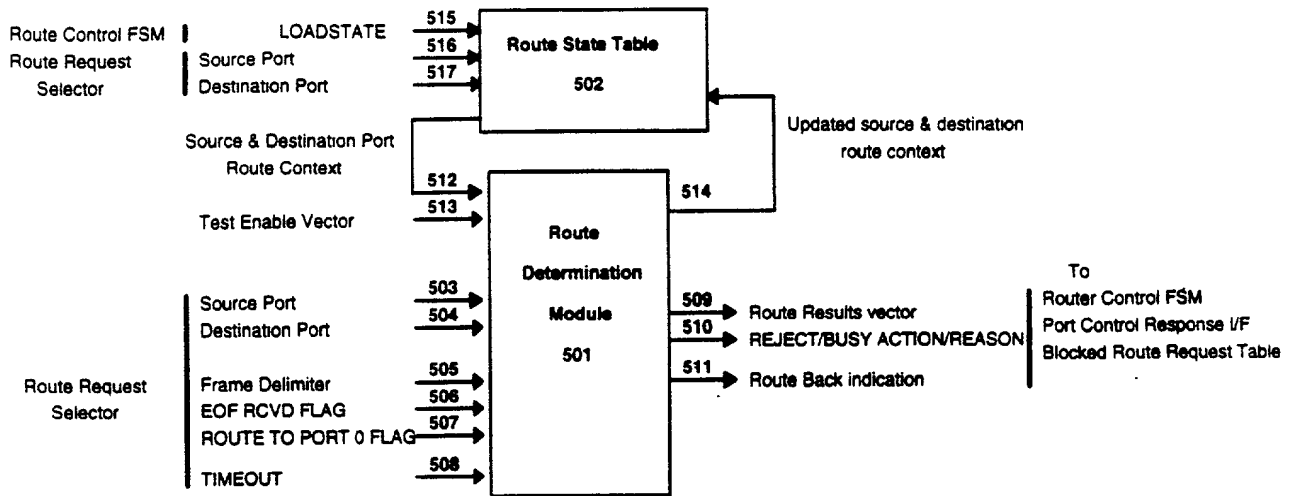 515
Route Control FSM LOADSTATE
516
Route Request Source Port
517
Selector Destination Port
Route State Table
502
Source & Destination Port
Route Context
Updated source & destination
route context
512
513
Test Enable Vector
514
Route
Determination
Module
501
503
Source Port
504
Destination Port
505
Frame Delimiter
506
EOF RCVD FLAG
507
ROUTE TO PORT 0 FLAG
508
TIMEOUT
Route Request
Selector
509
Route Results vector
510
REJECT/BUSY ACTION/REASON
511
Route Back indication
To
Router Control FSM
Port Control Response I/F
Blocked Route Request Table